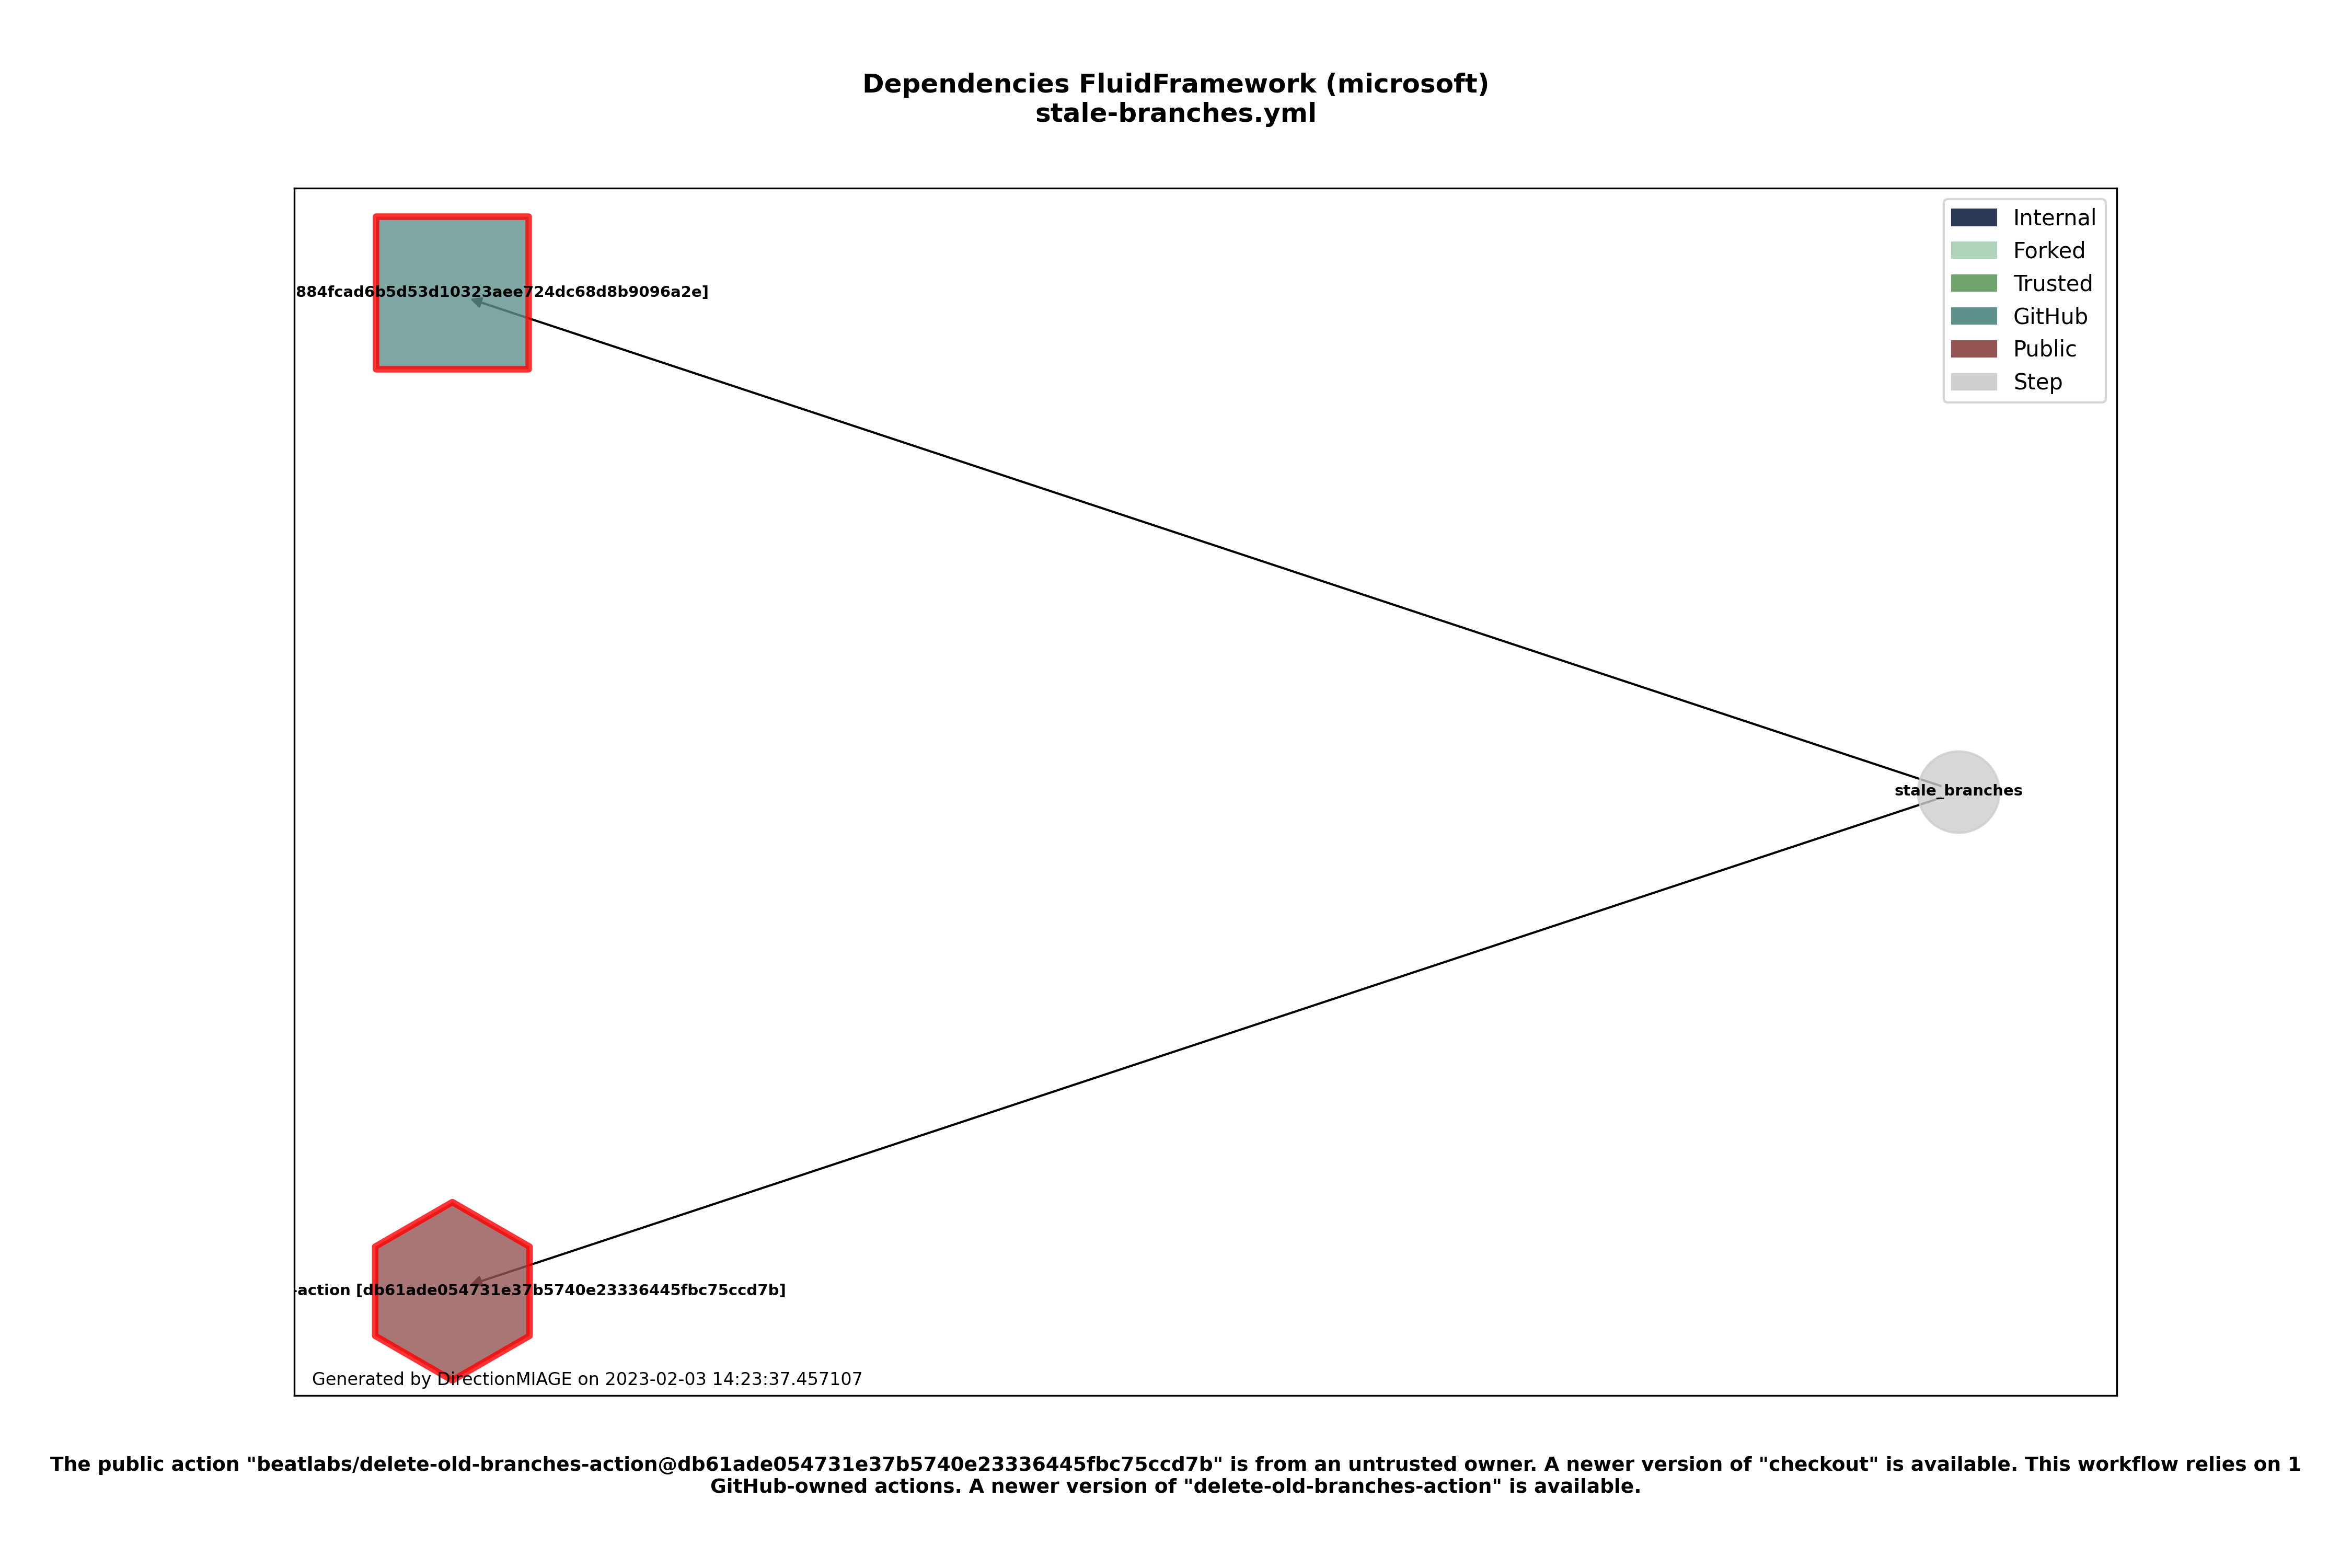 Dependencies FluidFramework (microsoft)
stale-branches.yml
Internal
Forked
Trusted
GitHub
Public
Step
884fcad6b5d53d10323aee724dc68d8b9096a2e]
stale_branches
-action [db61ade054731e37b5740e23336445fbc75ccd7b]
Generated by DirectionMIAGE on 2023-02-03 14:23:37.457107
The public action "beatlabs/delete-old-branches-action@db61ade054731e37b5740e23336445fbc75ccd7b" is from an untrusted owner. A newer version of "checkout" is available. This workflow relies on 1
GitHub-owned actions. A newer version of "delete-old-branches-action" is available.